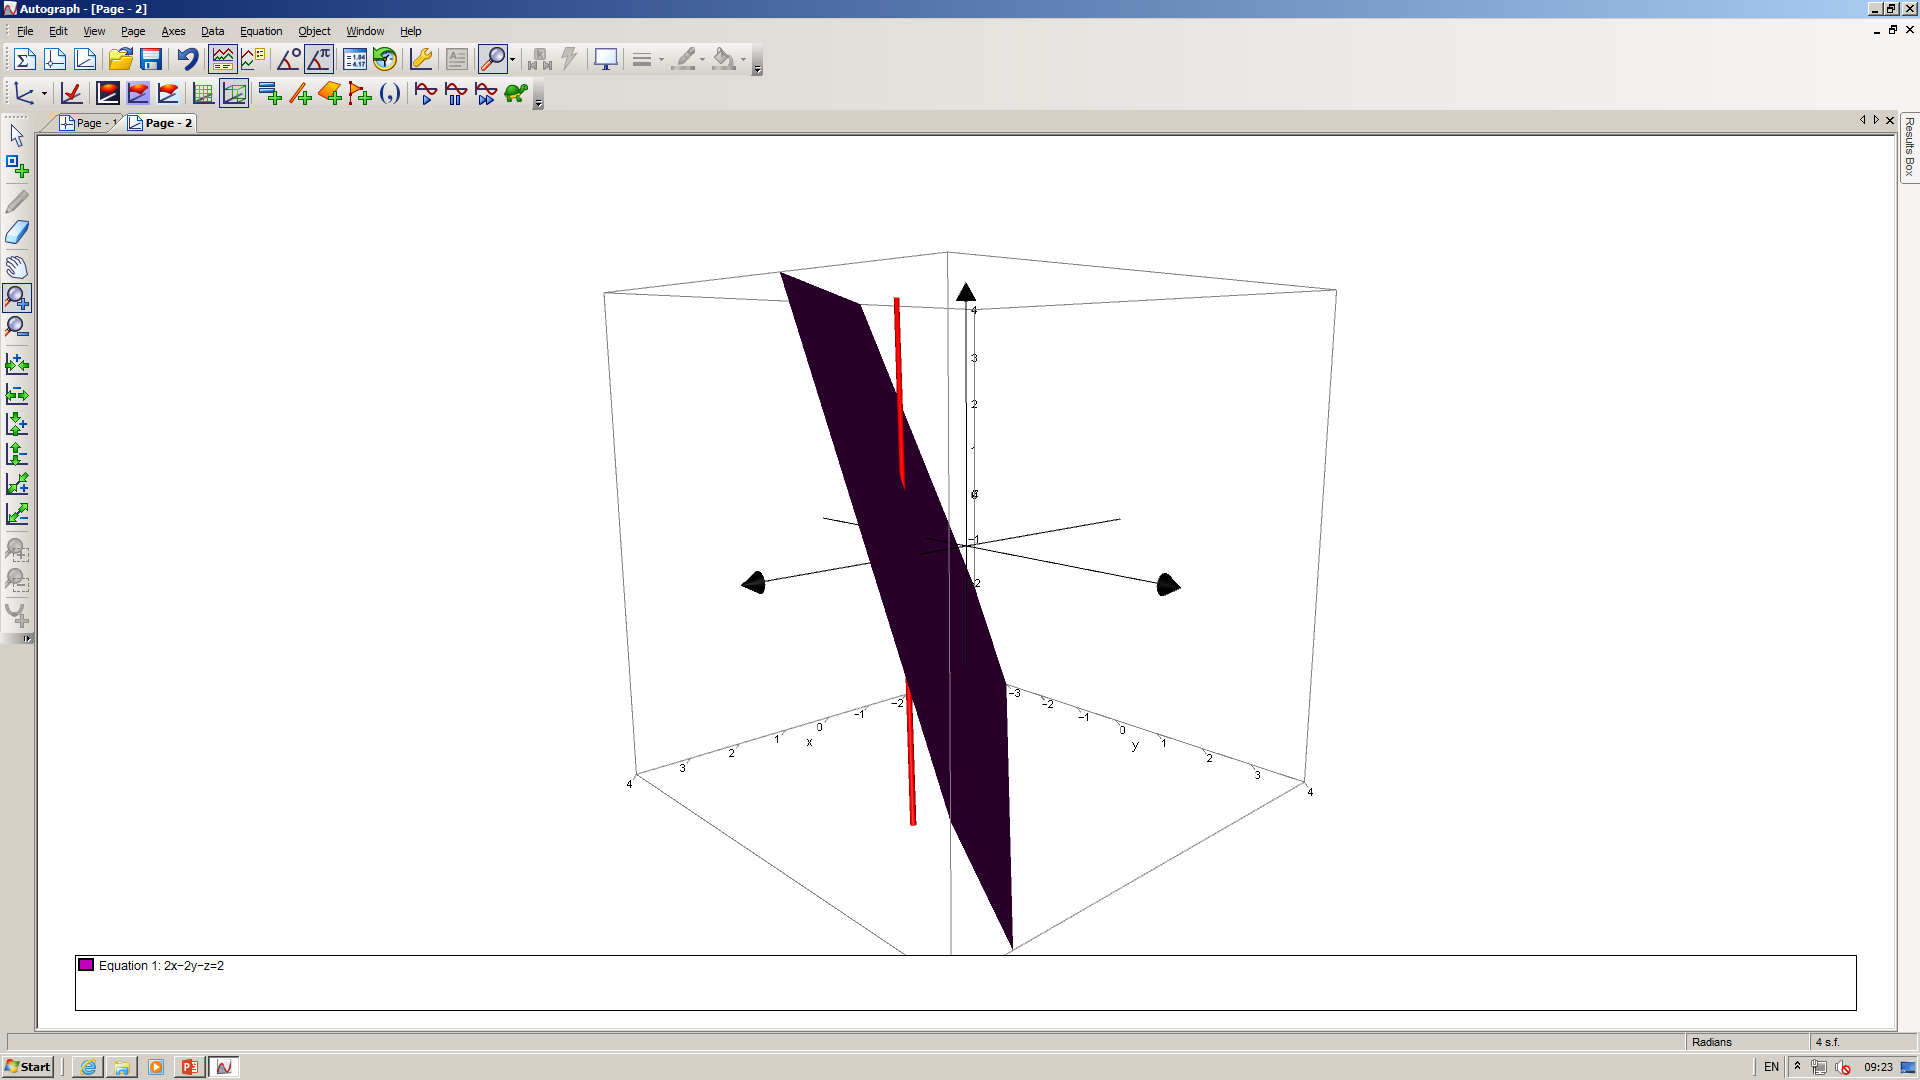 Autograph - [Page - 2]
File Edit View Page Axes Data Equation Object Window Help
Page - 1 Page - 2
Results Box
4
3
2
−1
2
−3
−2
−1
0
1
2
3
4
y
−2
−1
0
1
2
3
4
x
Equation 1: 2x−2y−z=2
Radians 4 s.f.
Start EN 09:23